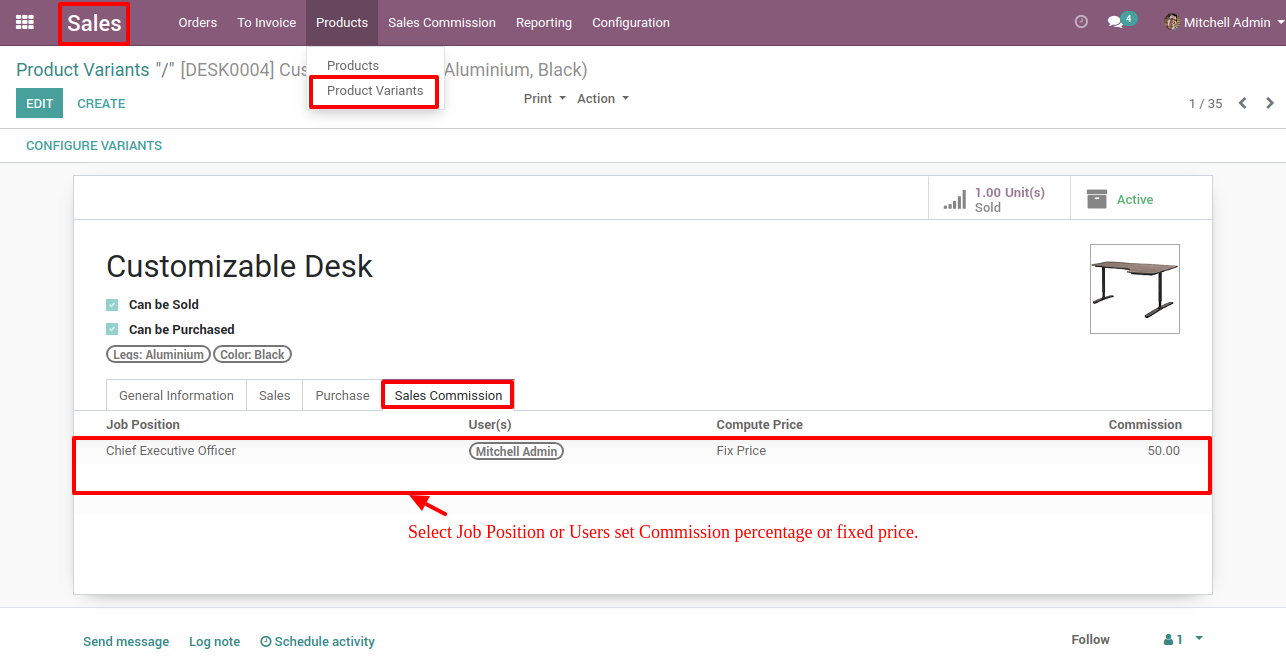 Sales Orders To Invoice Products Sales Commission Reporting Configuration 4 Mitchell Admin
Products
Product Variants
Product Variants "/" [DESK0004] Cus Aluminium, Black)
EDIT CREATE Print Action 1 / 35
CONFIGURE VARIANTS
1.00 Unit(s)
Sold
Active
Customizable Desk
Can be Sold
Can be Purchased
Legs: Aluminium Color: Black
General Information Sales Purchase Sales Commission
Job Position User(s) Compute Price Commission
Chief Executive Officer Mitchell Admin Fix Price 50.00
Select Job Position or Users set Commission percentage or fixed price.
Send message Log note Schedule activity Follow 1